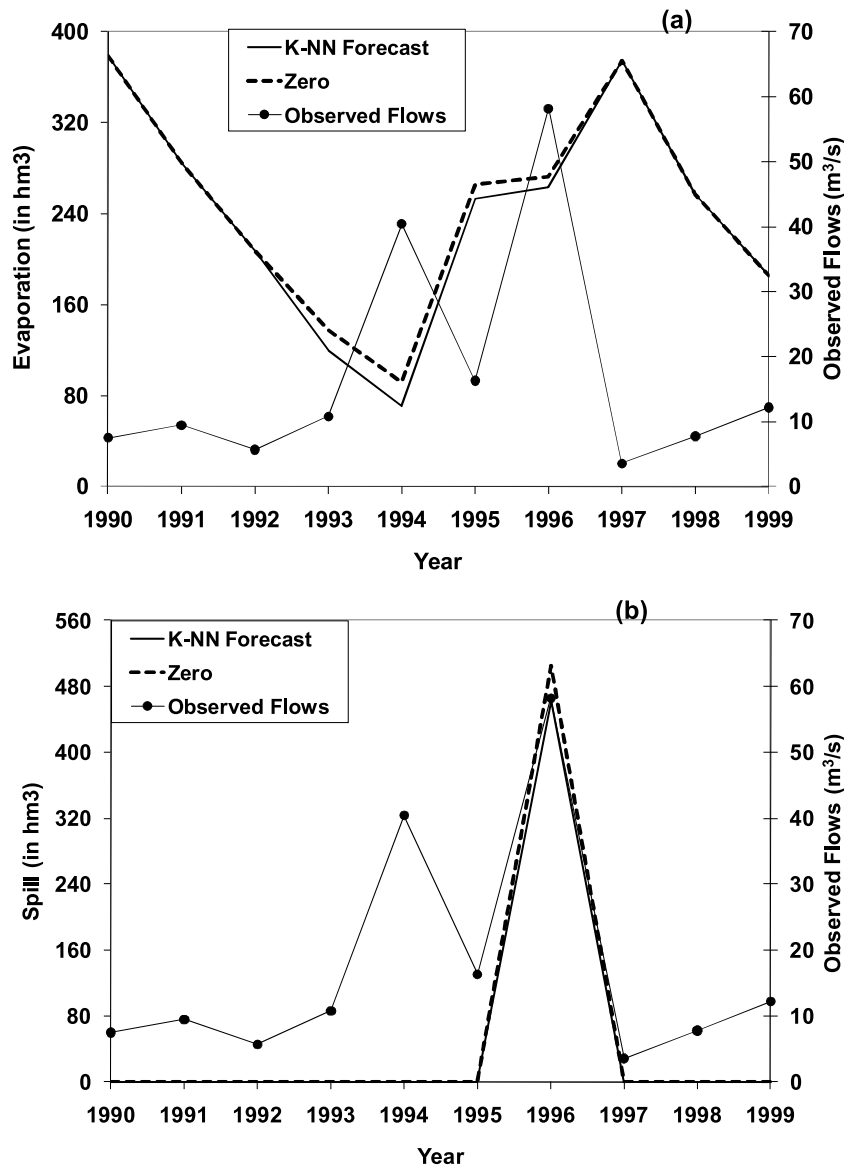 (a)
400
320
240
160
80
0
Evaporation (in hm3)
K-NN Forecast
Zero
Observed Flows
70
60
50
40
30
20
10
0
Observed Flows (m³/s)
1990 1991 1992 1993 1994 1995 1996 1997 1998 1999
Year
(b)
560
480
400
320
240
160
80
0
Spill (in hm3)
K-NN Forecast
Zero
Observed Flows
70
60
50
40
30
20
10
0
Observed Flows (m³/s)
1990 1991 1992 1993 1994 1995 1996 1997 1998 1999
Year